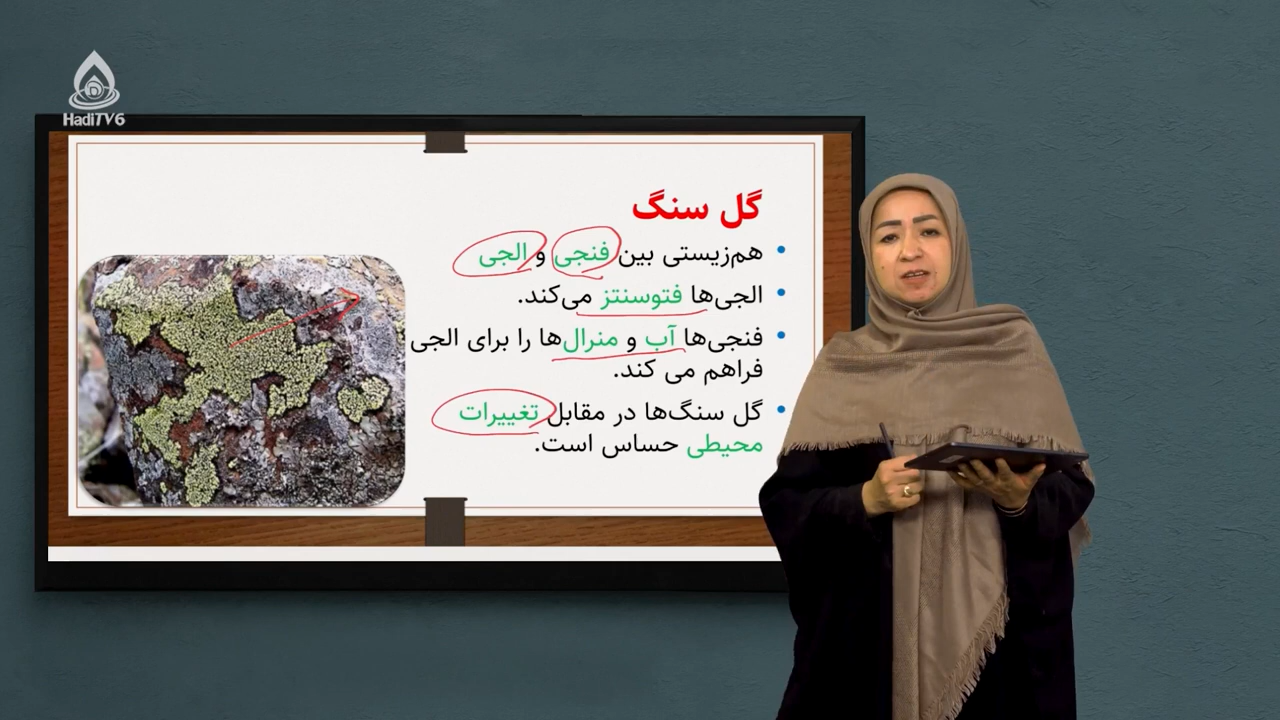 HadiTV6
گل سنگ
هم‌زیستی بین فنجی و الجی
الجی‌ها فتوسنتز می‌کند.
فنجی‌ها آب و منرال‌ها را برای الجی
فراهم می کند.
گل سنگ‌ها در مقابل تغییرات
محیطی حساس است.